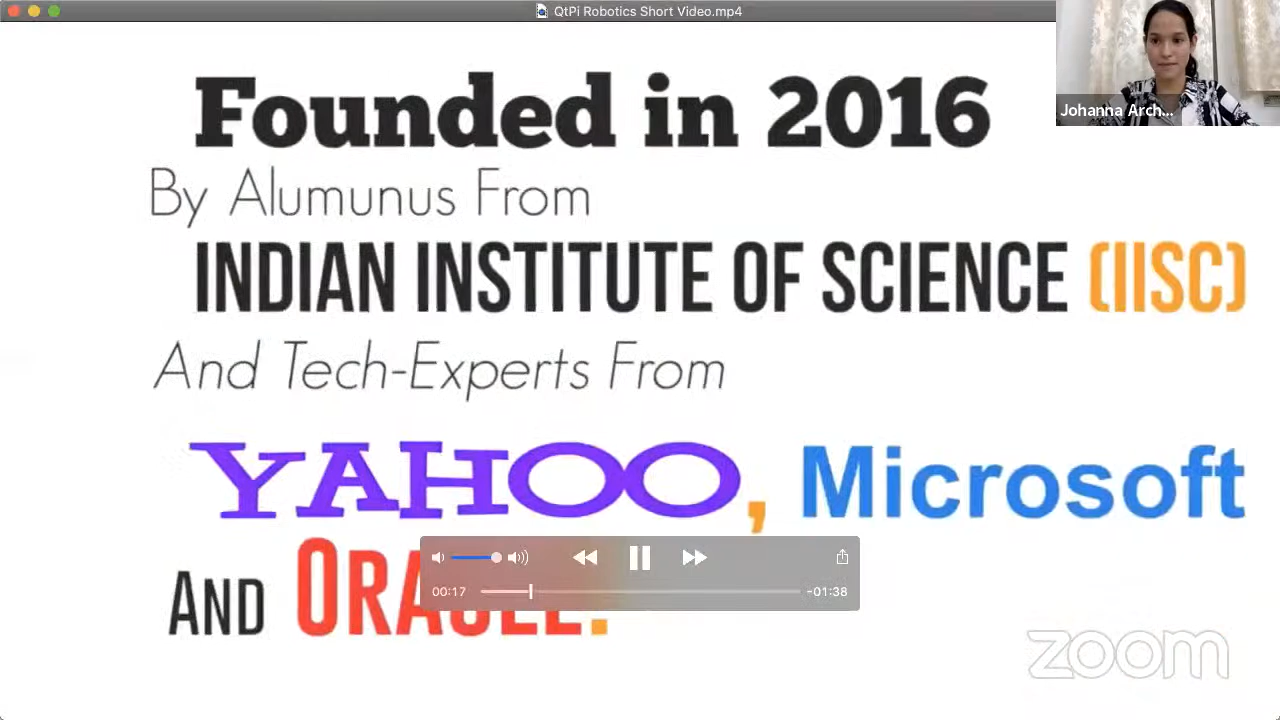 QtPi Robotics Short Video.mp4
Johanna Arch...
Founded in 2016
By Alumunus From
INDIAN INSTITUTE OF SCIENCE (IISC)
And Tech-Experts From
YAHOO, Microsoft
AND ORACLE.
00:17
-01:38
zoom